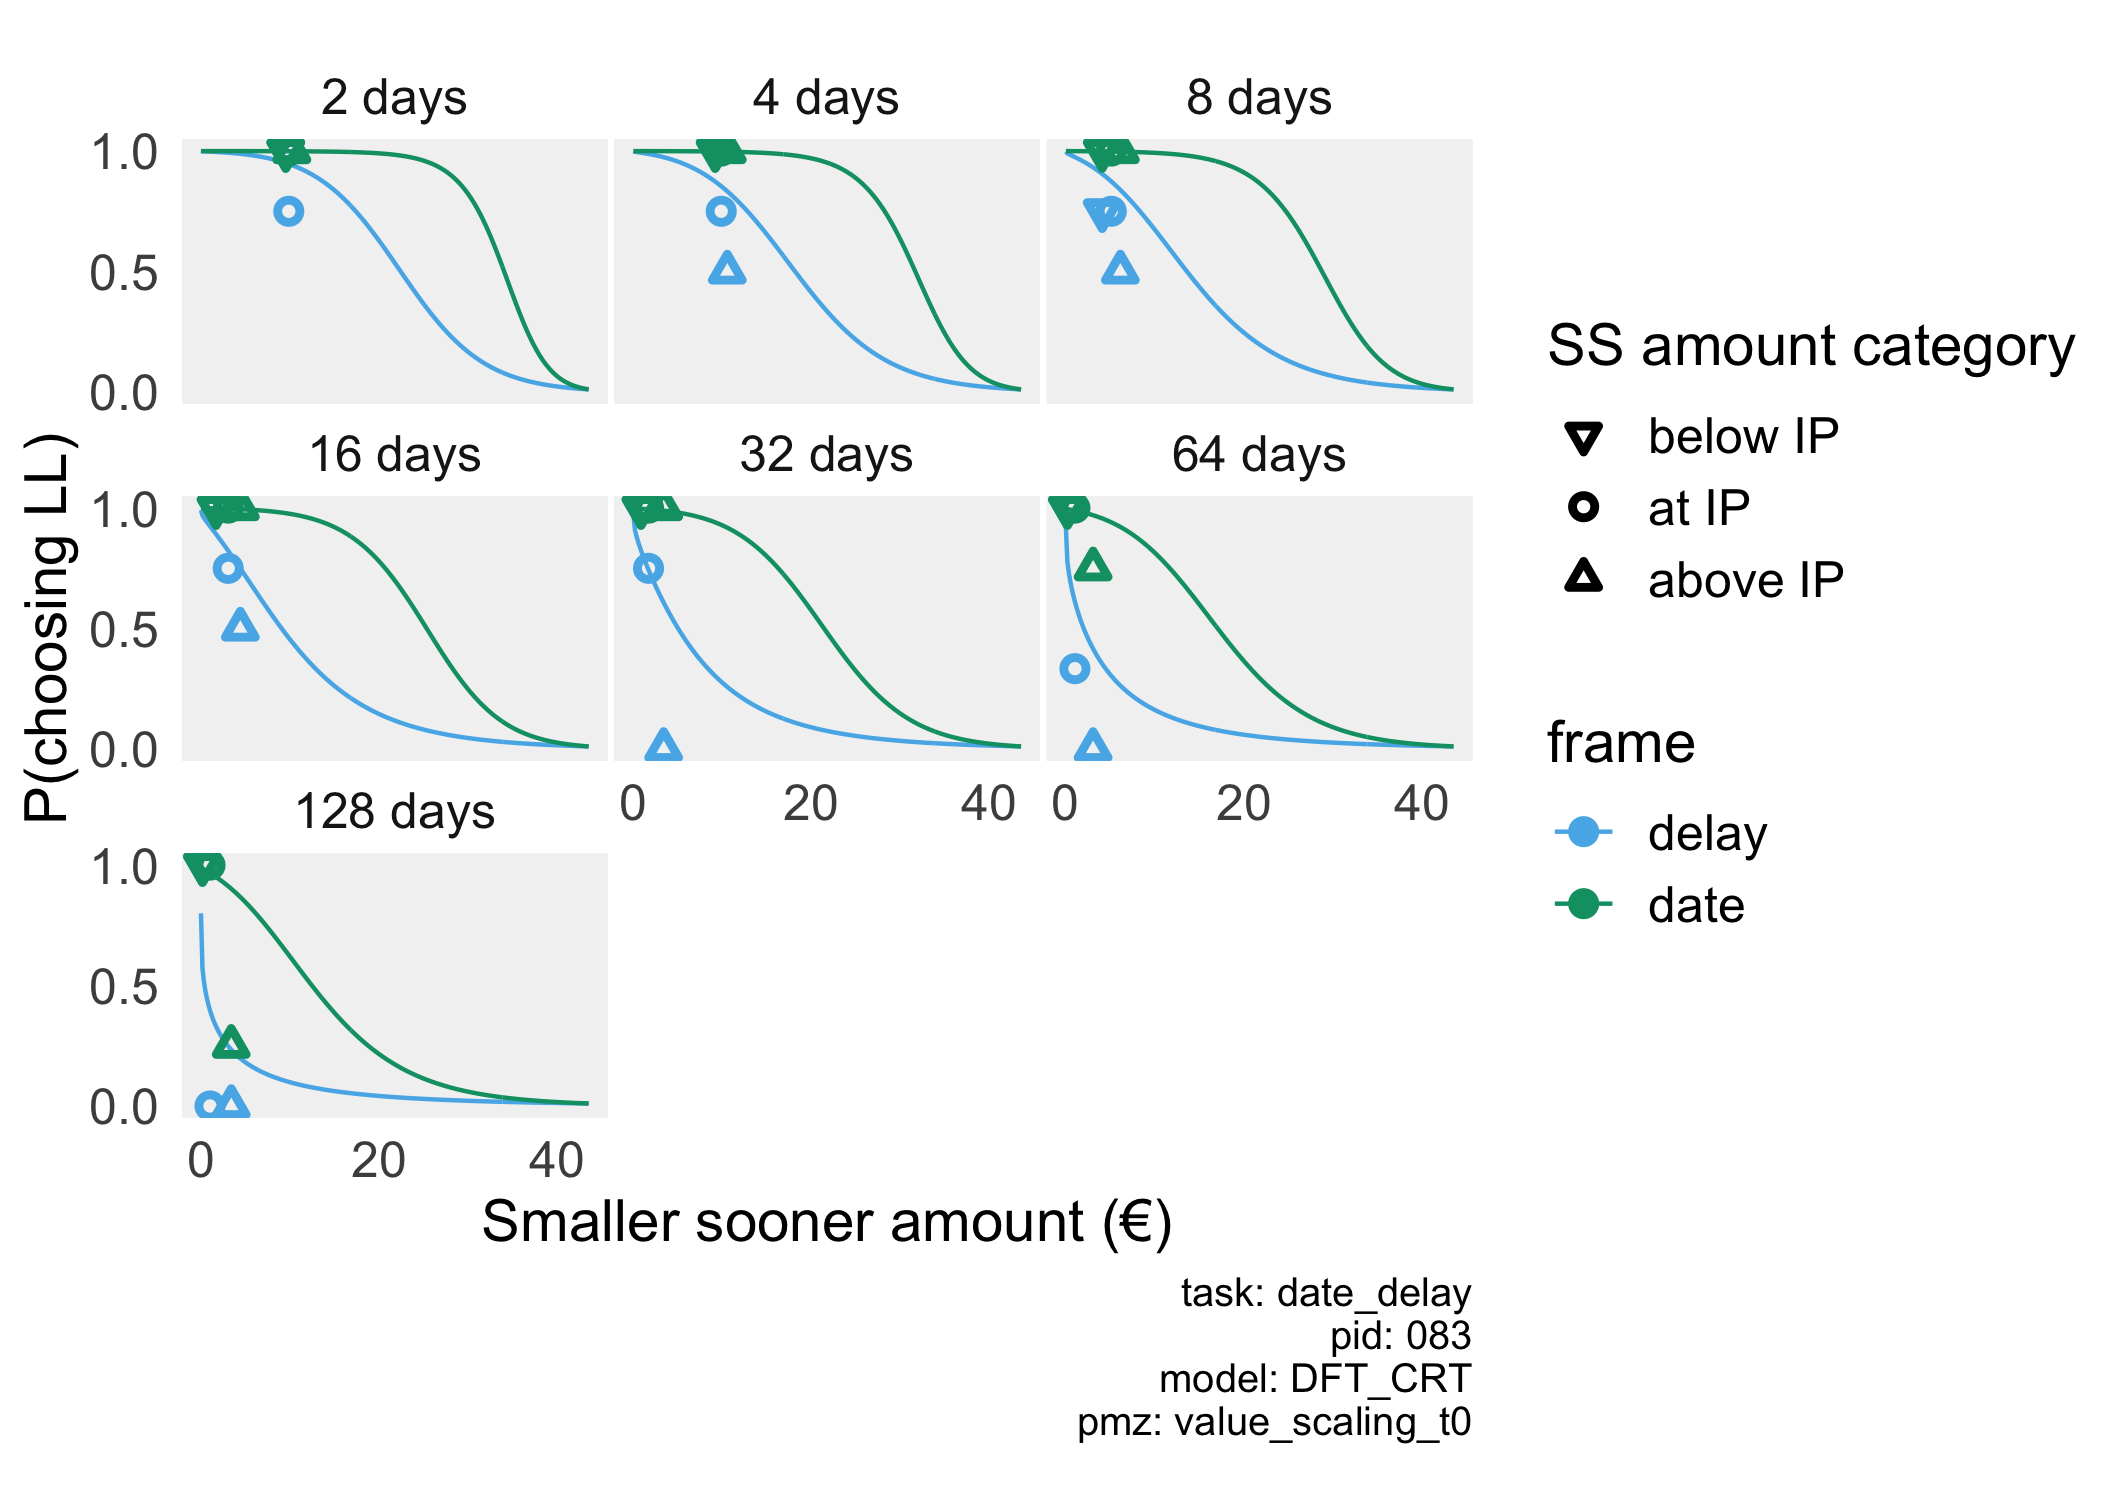 2 days
4 days
8 days
1.0
0.5
0.0
16 days
32 days
64 days
1.0
0.5
0.0
0
20
40
0
20
40
128 days
1.0
0.5
0.0
0
20
40
P(choosing LL)
Smaller sooner amount (€)
SS amount category
below IP
at IP
above IP
frame
delay
date
task: date_delay
pid: 083
model: DFT_CRT
pmz: value_scaling_t0